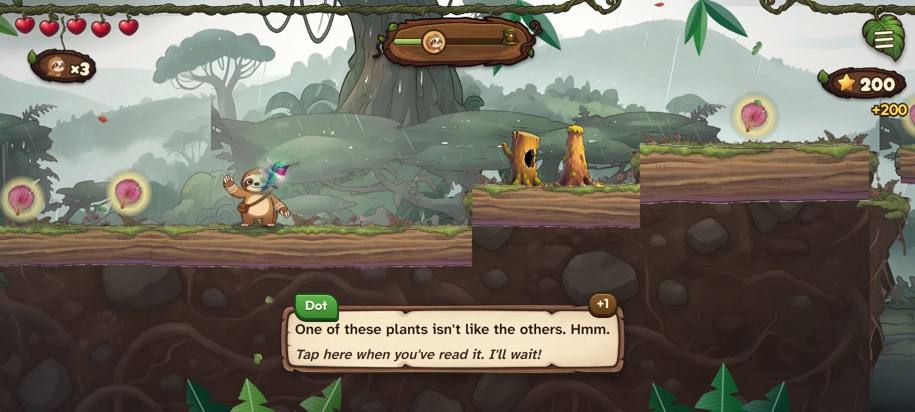 x3
200
+200
Dot
+1
One of these plants isn't like the others. Hmm.
Tap here when you've read it. I'll wait!